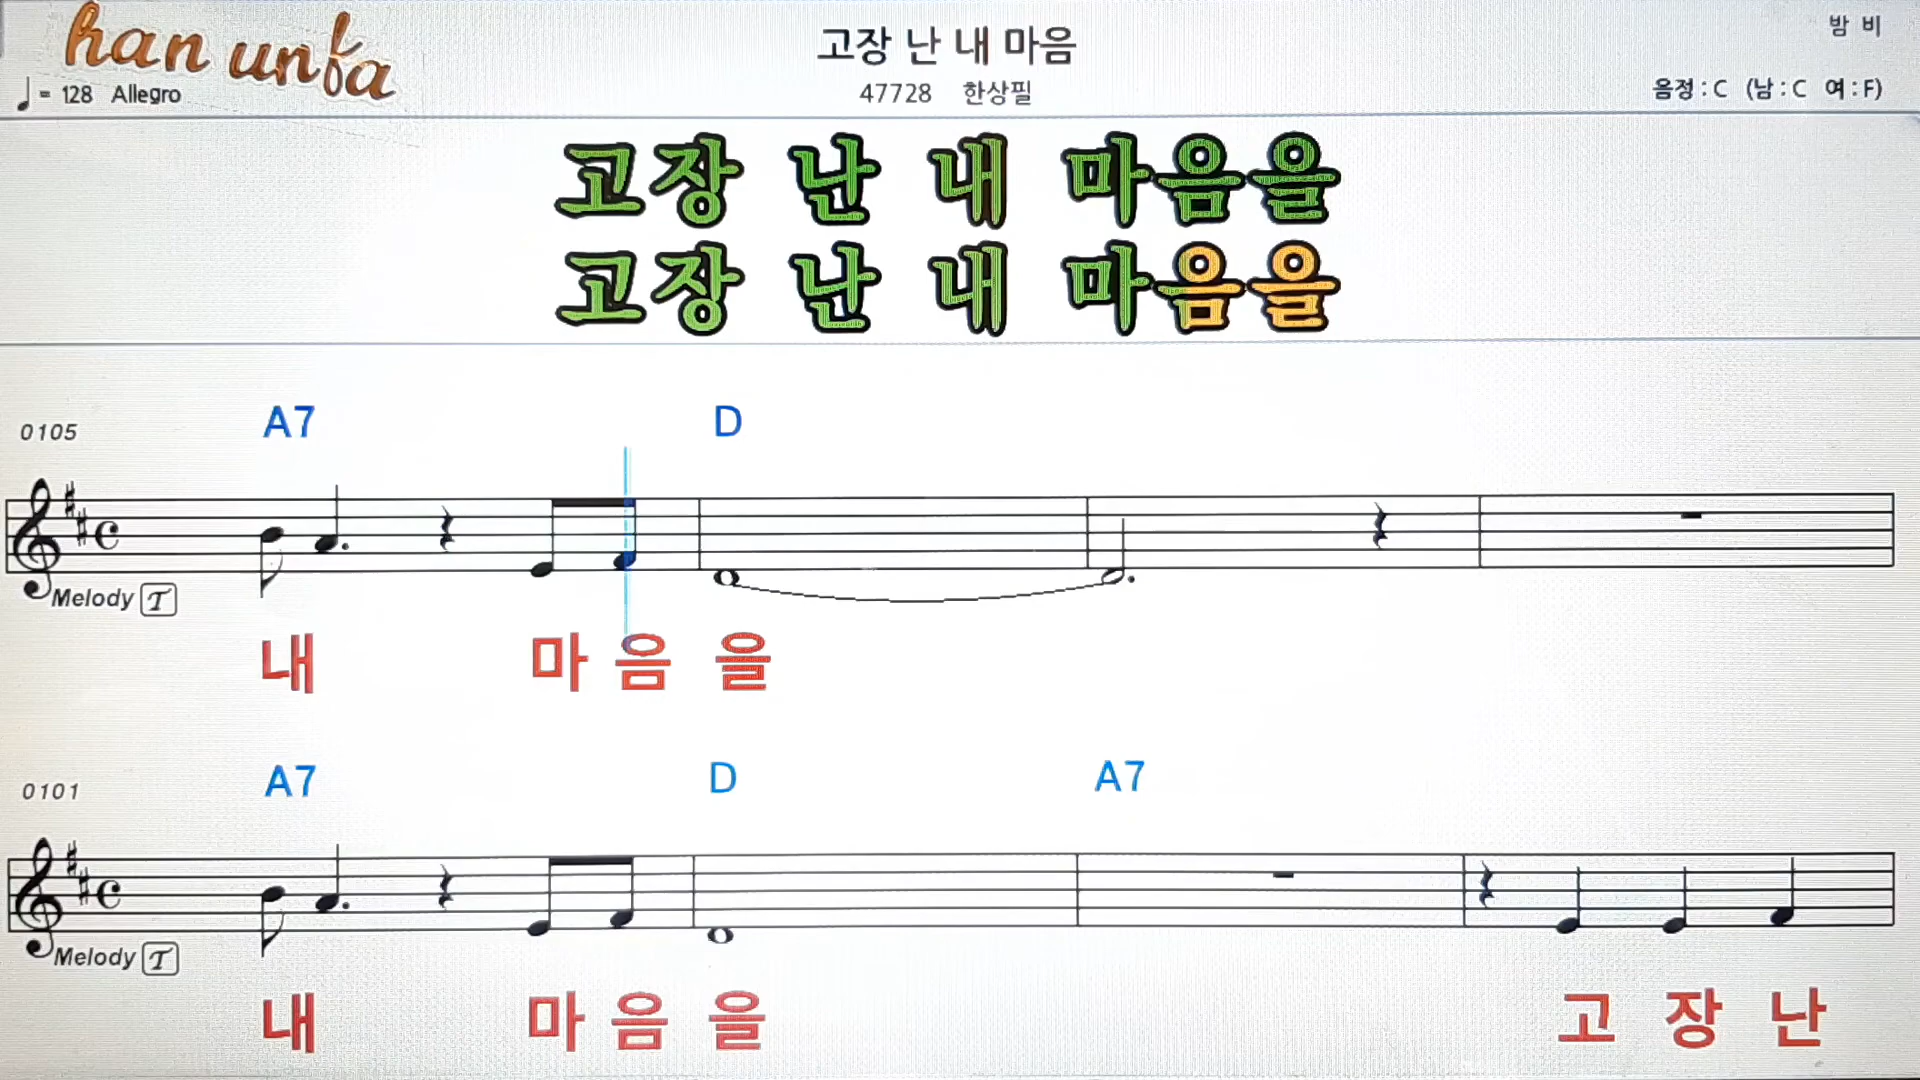 han unfa
고장 난 내 마음
밤 비
♩= 128 Allegro
47728 한상필
음정 : C (남 : C 여 : F)
고장 난 내 마음을
고장 난 내 마음을
0105 A7 D
Melody T
내 마 음 을
0101 A7 D A7
Melody T
내 마 음 을 고 장 난